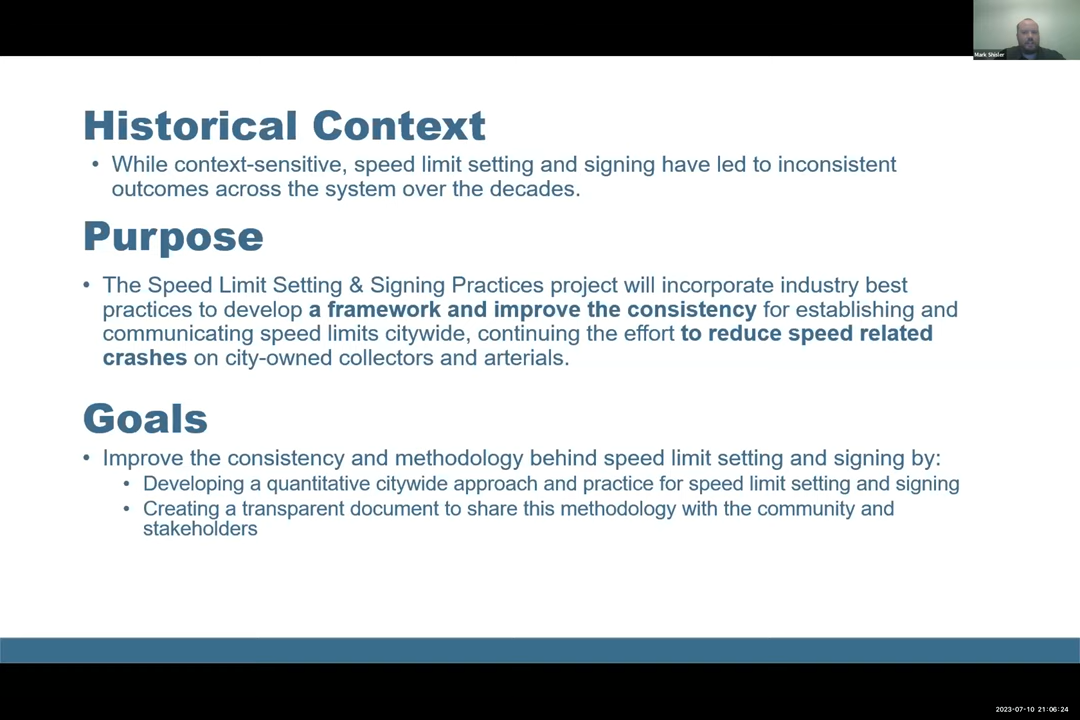 Mark Shisler
Historical Context
• While context-sensitive, speed limit setting and signing have led to inconsistent
outcomes across the system over the decades.
Purpose
• The Speed Limit Setting & Signing Practices project will incorporate industry best
practices to develop a framework and improve the consistency for establishing and
communicating speed limits citywide, continuing the effort to reduce speed related
crashes on city-owned collectors and arterials.
Goals
• Improve the consistency and methodology behind speed limit setting and signing by:
• Developing a quantitative citywide approach and practice for speed limit setting and signing
• Creating a transparent document to share this methodology with the community and
stakeholders
2023-07-10 21:06:24